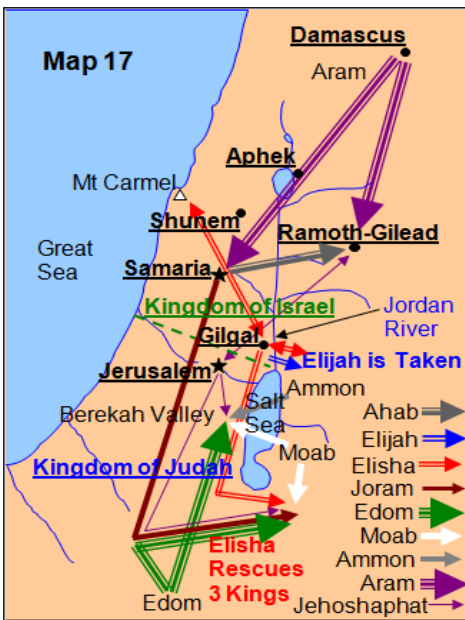 Map 17
Damascus
Aram
Aphek
Mt Carmel
Shunem
Ramoth-Gilead
Great
Sea
Samaria
Kingdom of Israel
Jordan
River
Gilgal
Elijah is Taken
Jerusalem
Ammon
Berekah Valley
Salt
Sea
Moab
Kingdom of Judah
Elisha
Rescues
3 Kings
Edom
Ahab
Elijah
Elisha
Joram
Edom
Moab
Ammon
Aram
Jehoshaphat